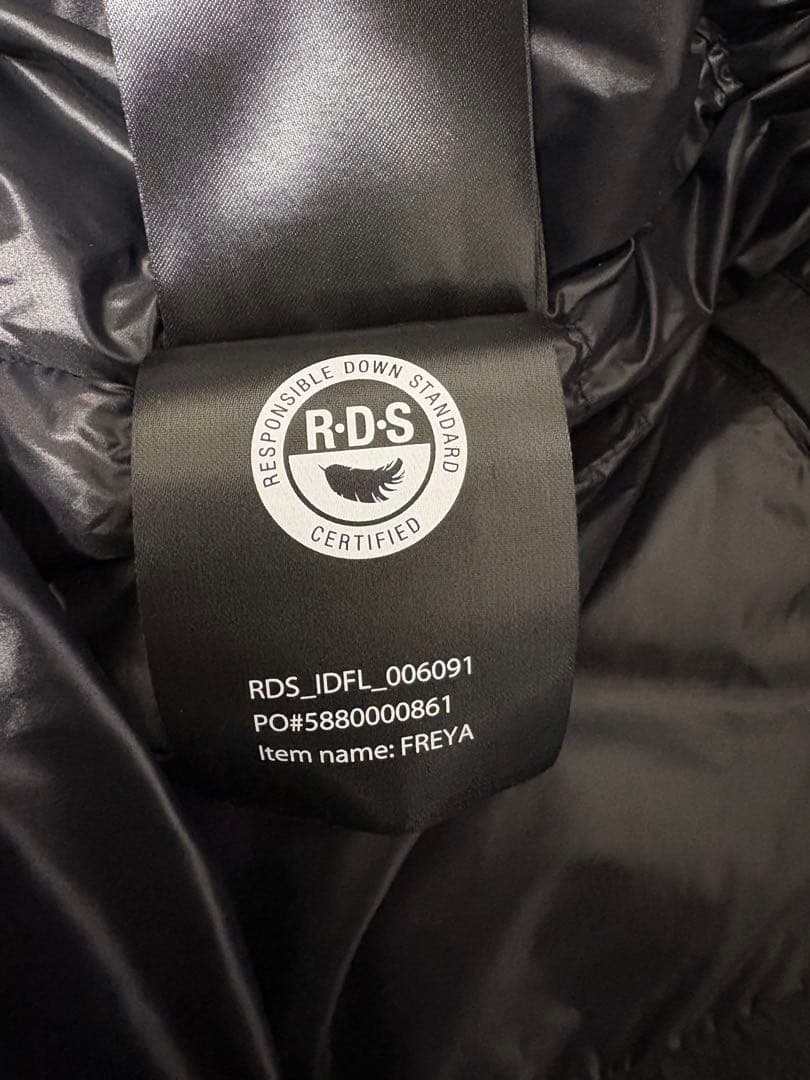 RESPONSIBLE DOWN STANDARD
R·D·S
CERTIFIED
RDS_IDFL_006091
PO#5880000861
Item name: FREYA